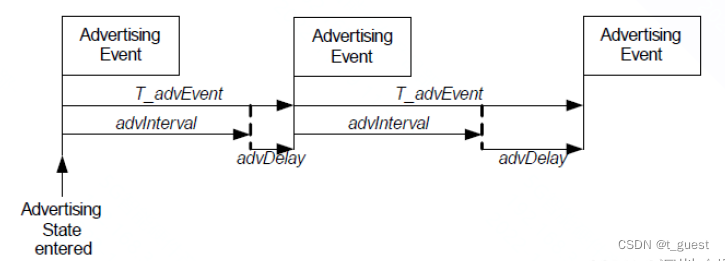 Advertising
Event
Advertising
Event
Advertising
Event
T_advEvent
T_advEvent
advInterval
advInterval
advDelay
advDelay
Advertising
State
entered
CSDN @t_guest